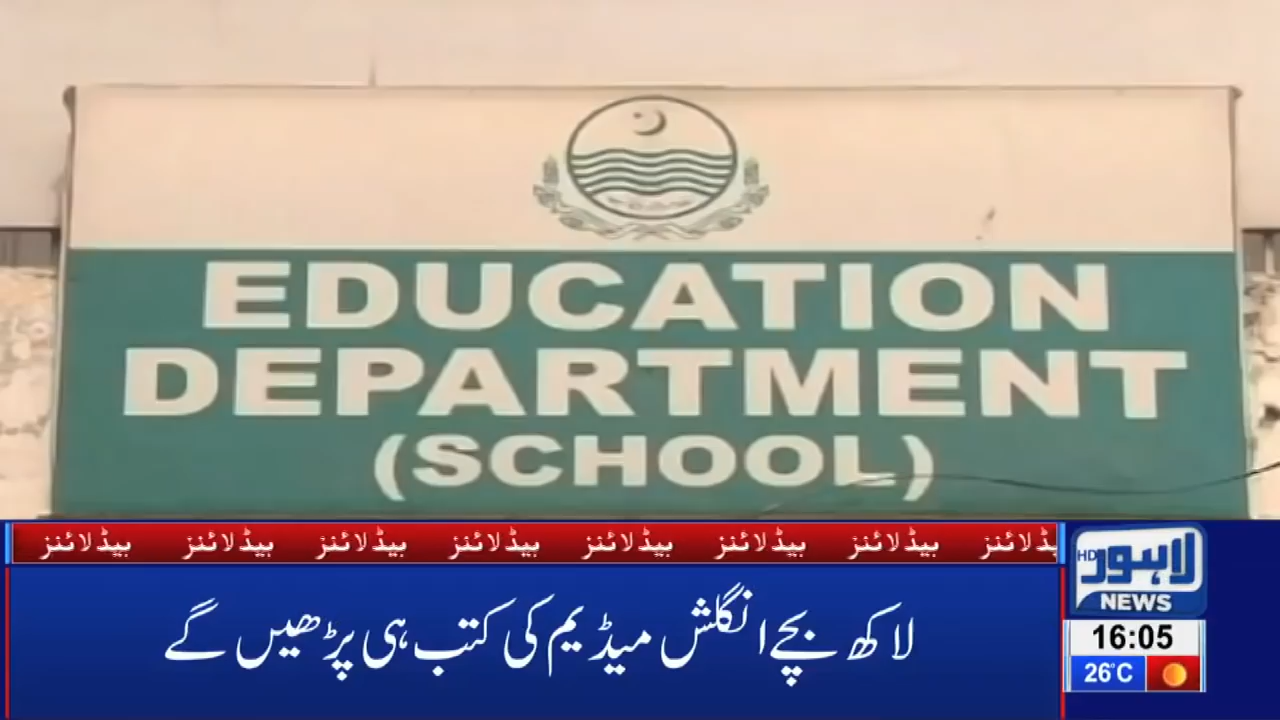 EDUCATION
DEPARTMENT
(SCHOOL)
ہیڈلائنز ہیڈلائنز ہیڈلائنز ہیڈلائنز ہیڈلائنز ہیڈلائنز ہیڈلائنز یڈلائنز
لاکھ بچے انگلش میڈیم کی کتب ہی پڑھیں گے
لاہور HD
NEWS
16:05
26°C